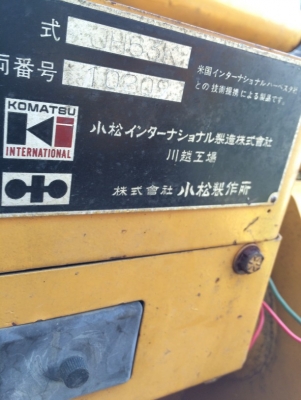 式
両番号 10308
米国インターナショナルハーベスタ社
との技術提携による製品です。
KOMATSU
INTERNATIONAL
小松インターナショナル製造株式会社
川越工場
株式会社 小松製作所